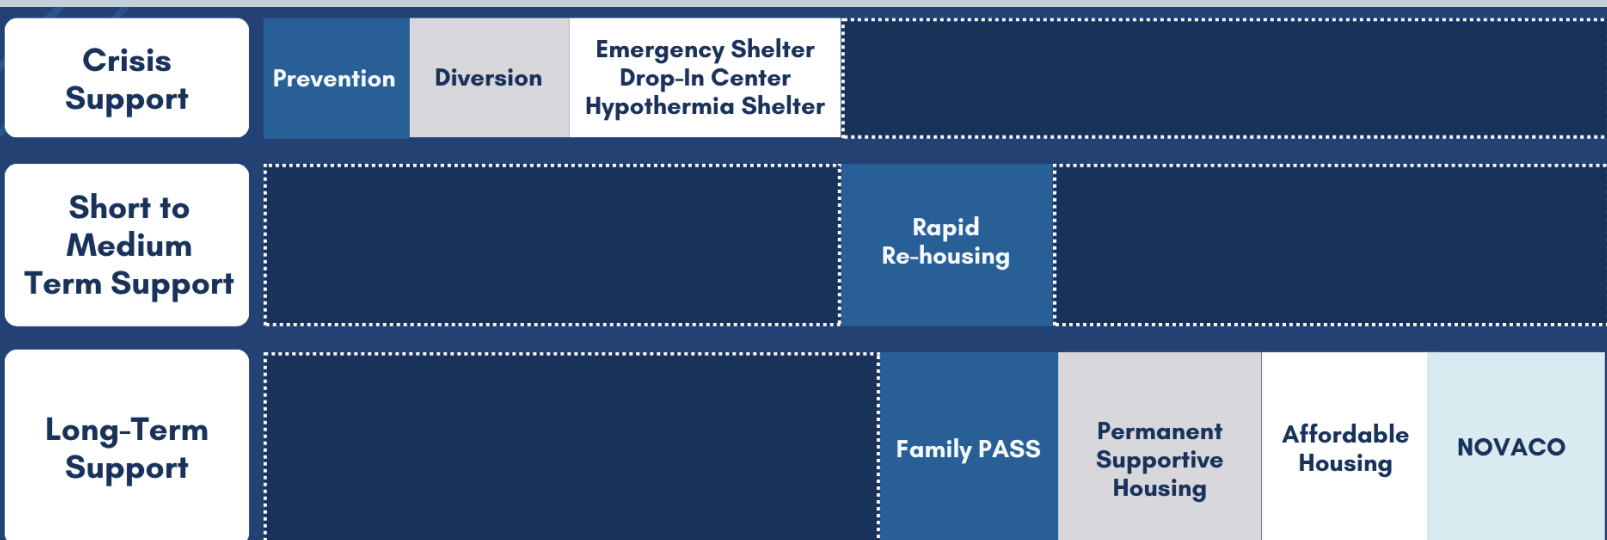 Crisis
Support
Prevention
Diversion
Emergency Shelter
Drop-In Center
Hypothermia Shelter
Short to
Medium
Term Support
Rapid
Re-housing
Long-Term
Support
Family PASS
Permanent
Supportive
Housing
Affordable
Housing
NOVACO